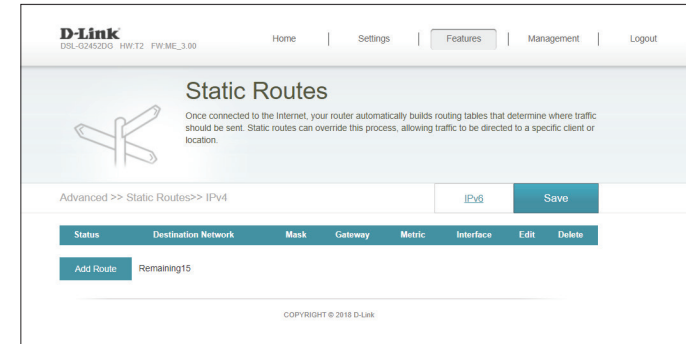 D-Link
DSL-G2452DG HW:T2 FW:ME_3.00
Home | Settings | Features | Management | Logout
Static Routes
Once connected to the Internet, your router automatically builds routing tables that determine where traffic
should be sent. Static routes can override this process, allowing traffic to be directed to a specific client or
location.
Advanced >> Static Routes>> IPv4
IPv6
Save
Status Destination Network Mask Gateway Metric Interface Edit Delete
Add Route Remaining15
COPYRIGHT © 2018 D-Link